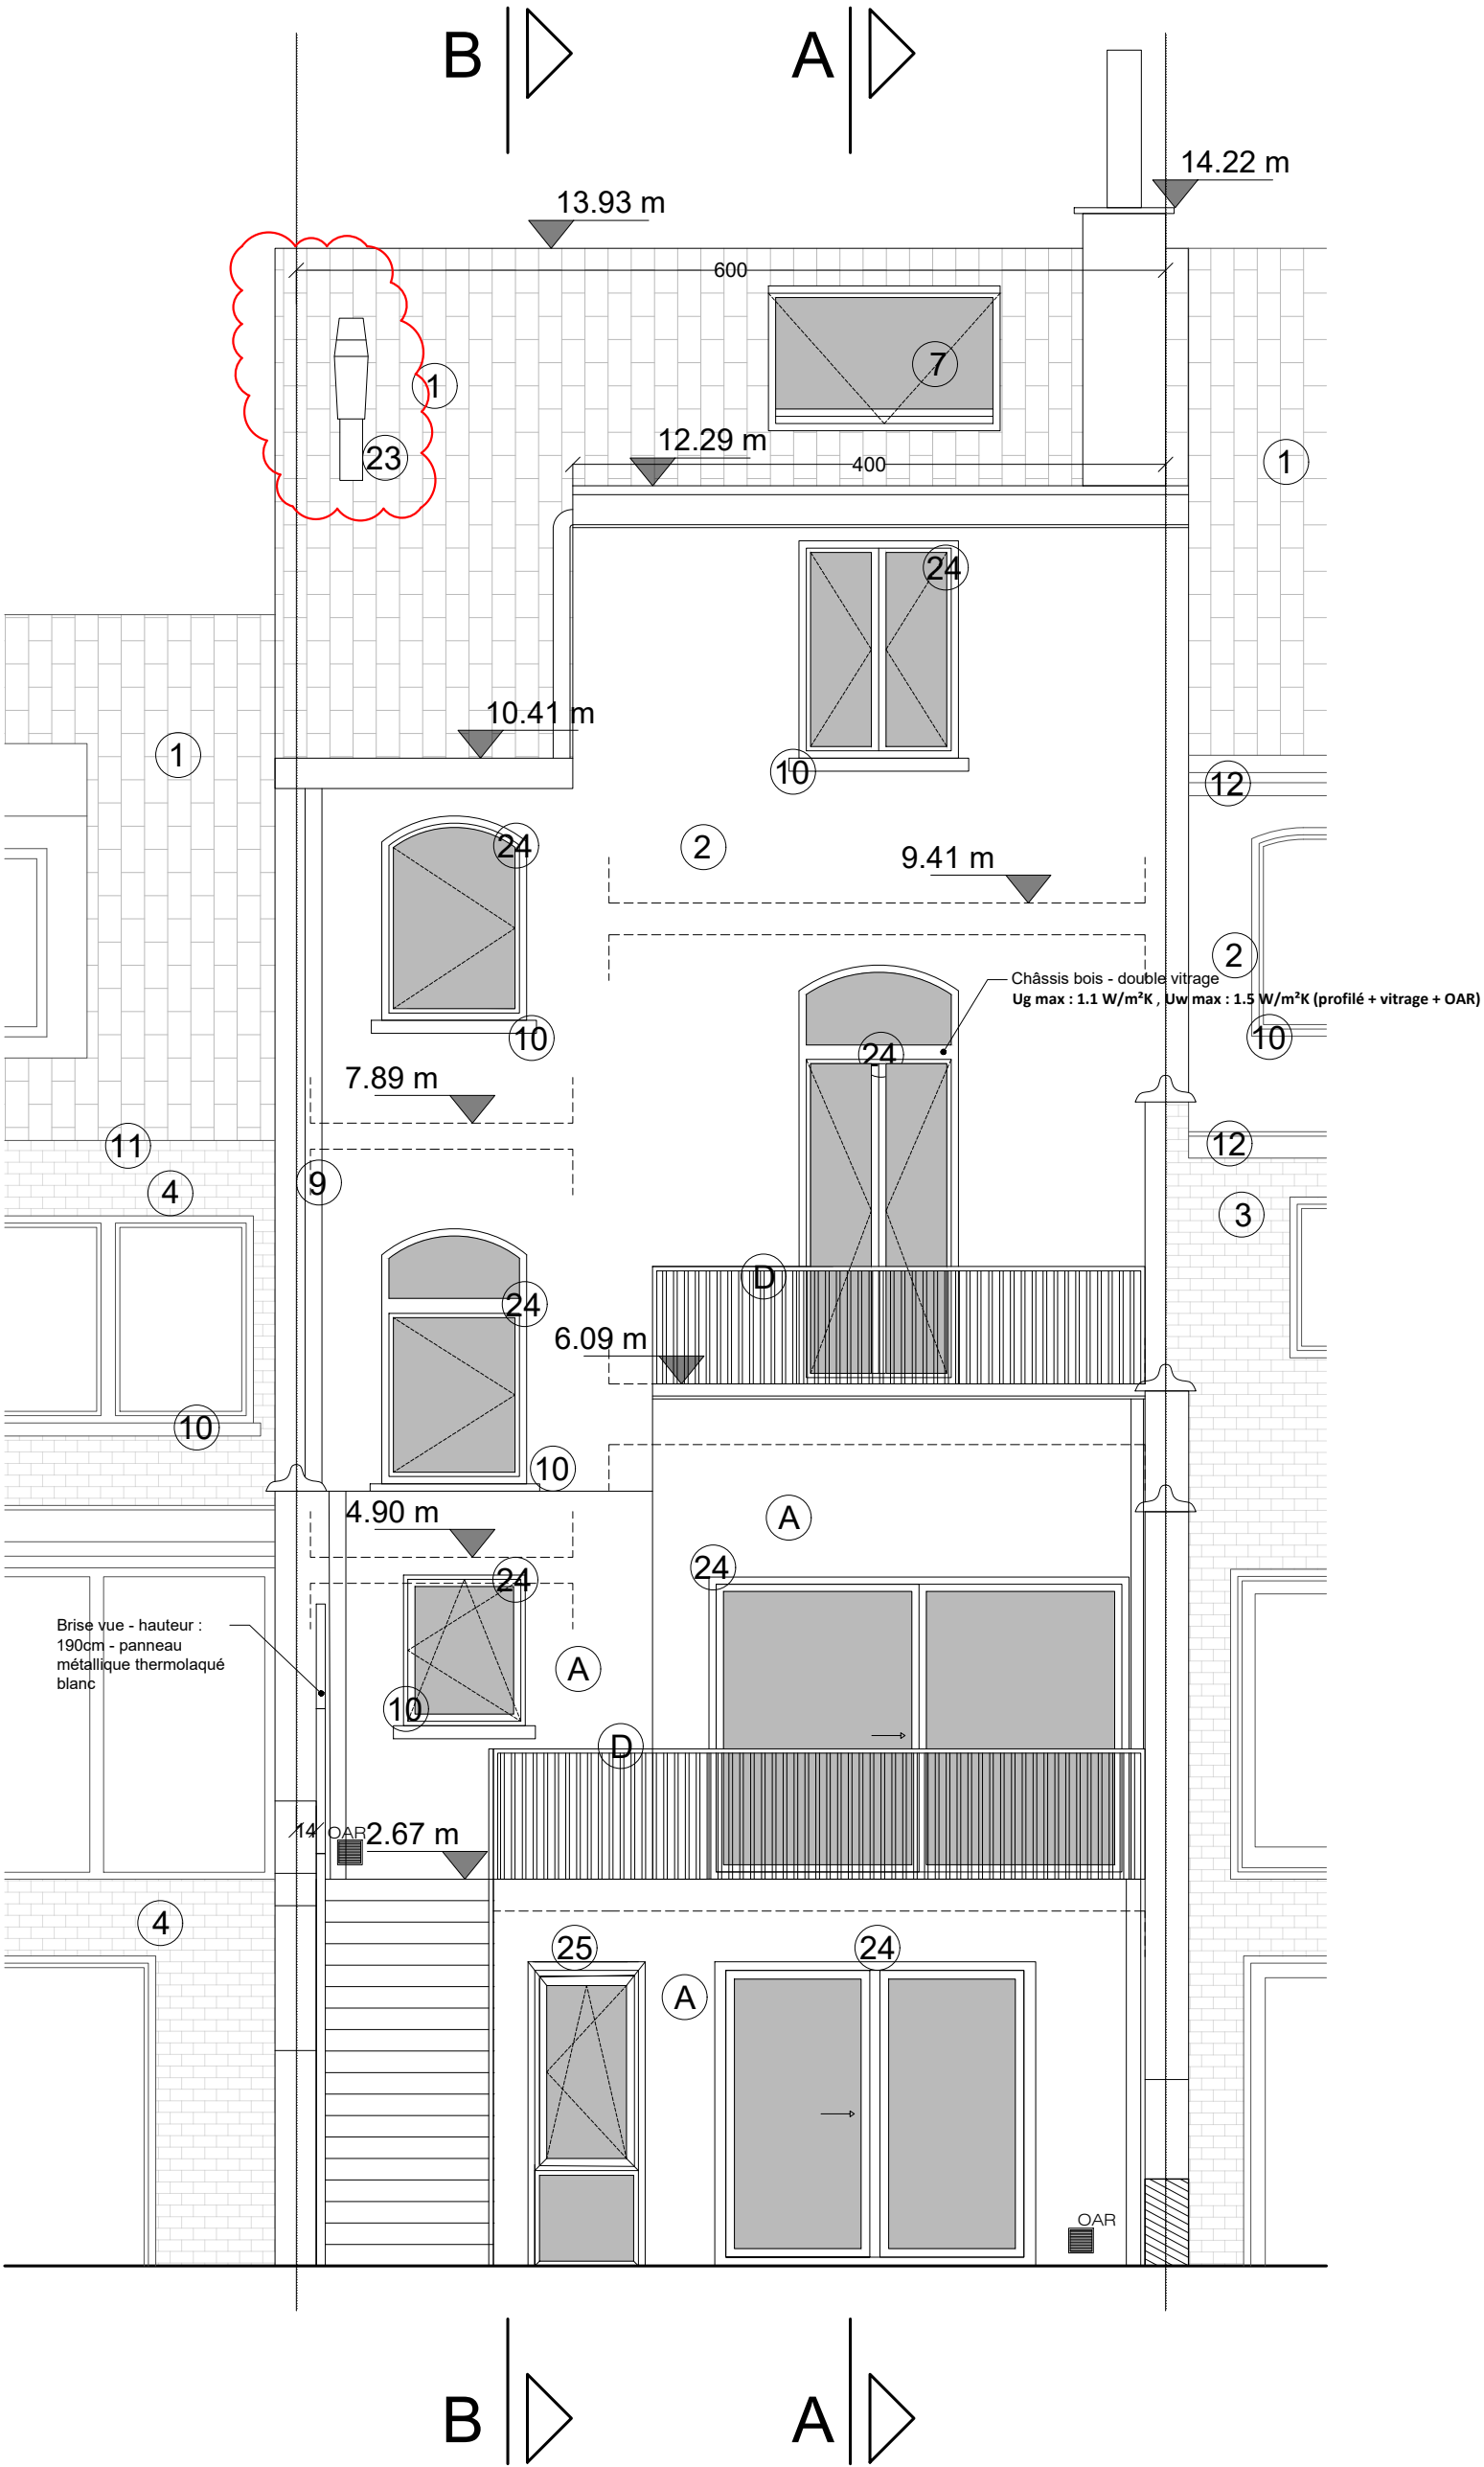 B
A
14.22 m
13.93 m
600
7
1
12.29 m
23
400
1
24
10.41 m
1
10
12
24
2
9.41 m
2
Châssis bois - double vitrage
Ug max : 1.1 W/m²K , Uw max : 1.5 W/m²K (profilé + vitrage + OAR)
10
10
24
7.89 m
11
12
9
4
3
D
24
6.09 m
10
10
4.90 m
A
24
24
Brise vue - hauteur :
190cm - panneau
métallique thermolaqué
blanc
A
10
D
14
OAR
2.67 m
4
25
24
A
OAR
B
A